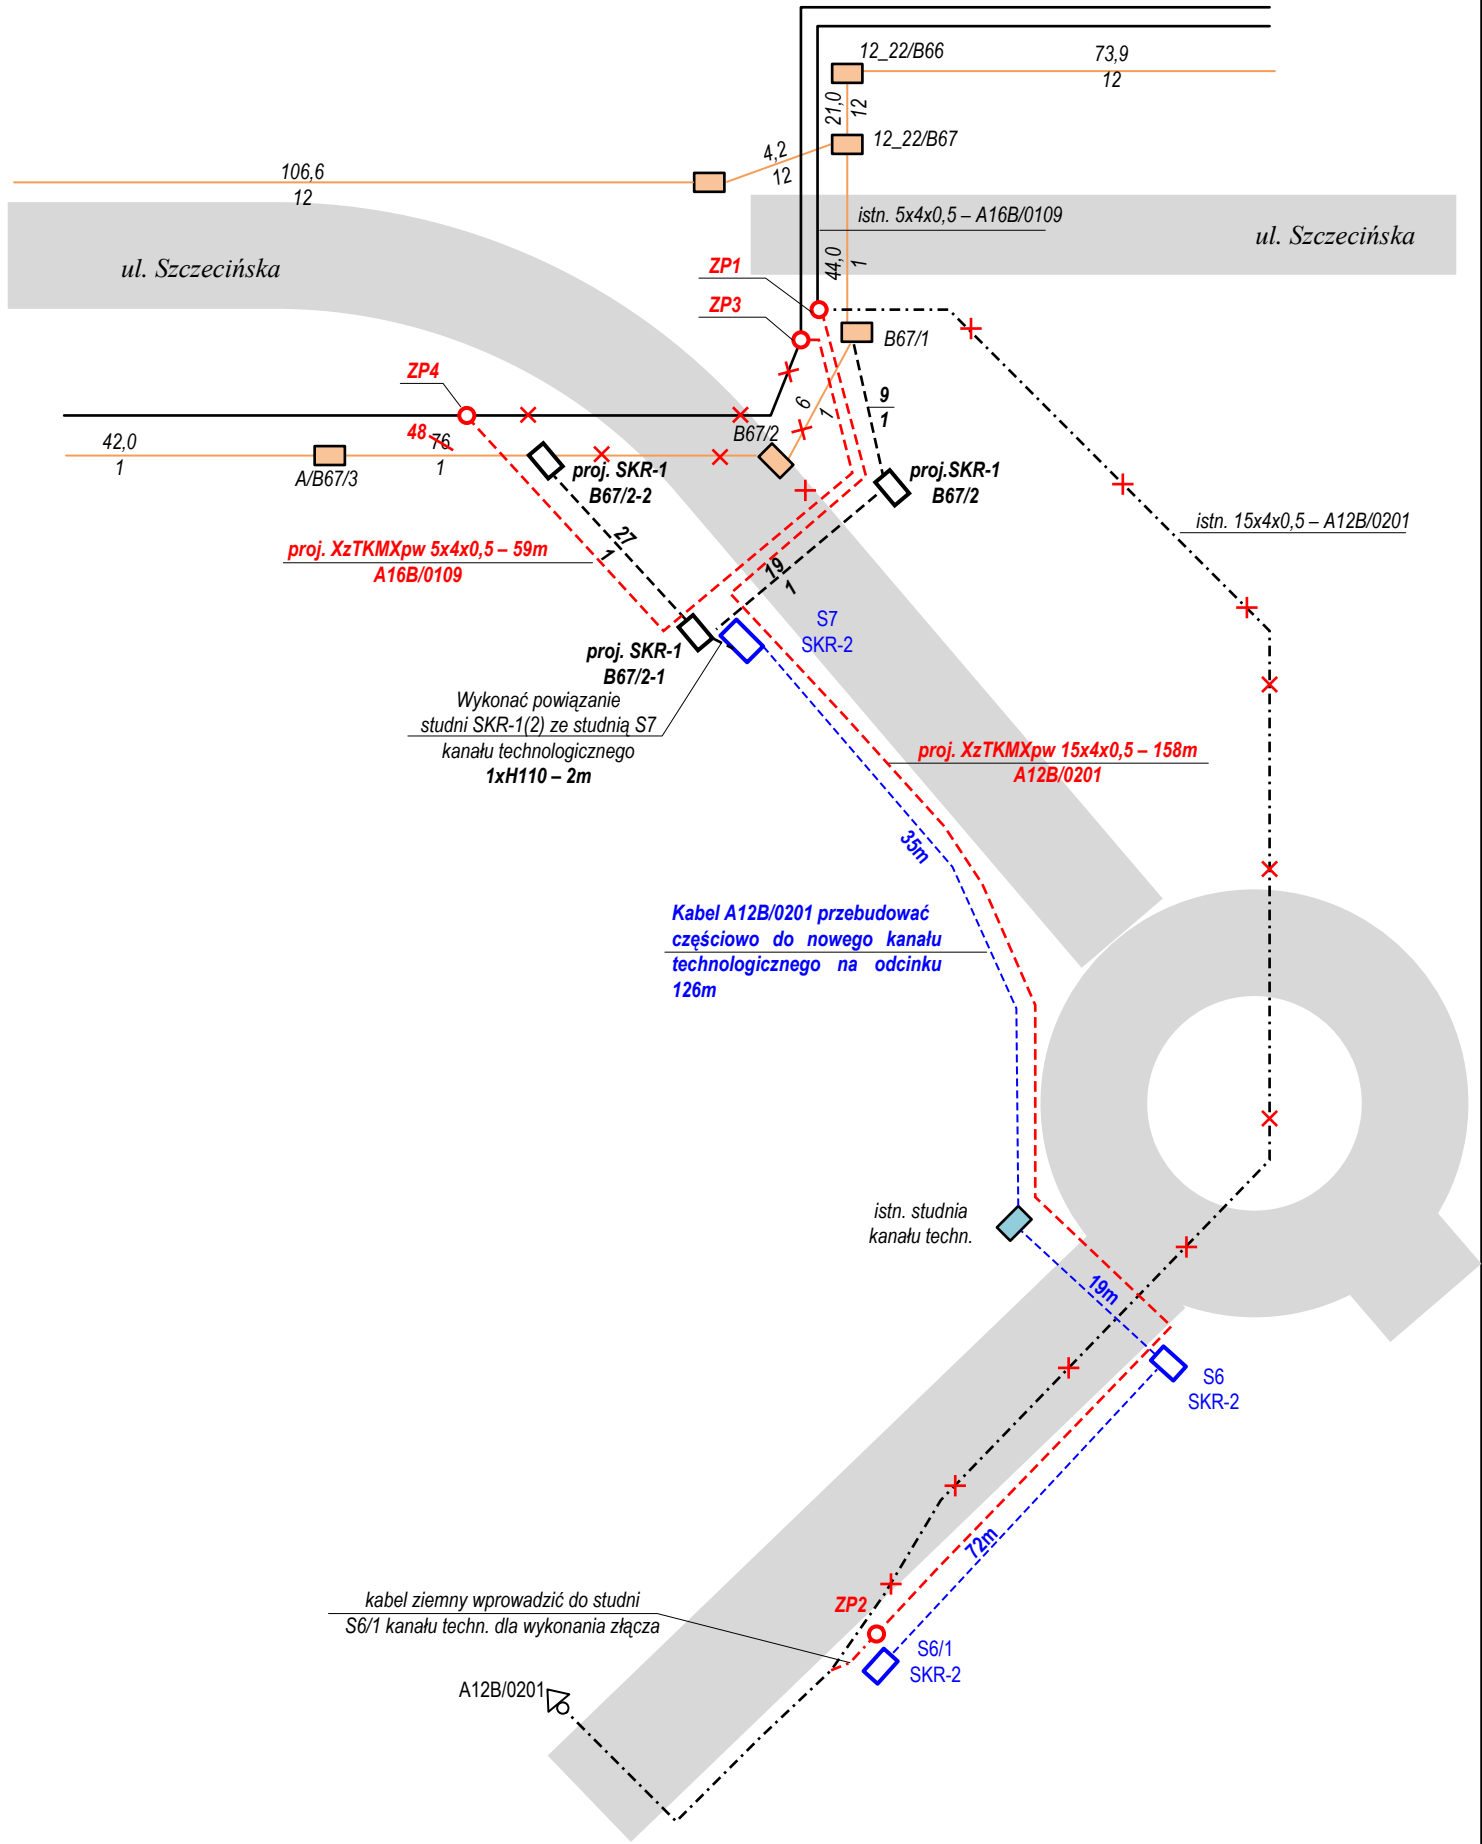 12_22/B66
73,9
12
21,0
12
12_22/B67
4,2
12
106,6
12
istn. 5x4x0,5 – A16B/0109
ul. Szczecińska
ul. Szczecińska
44,0
1
ZP1
ZP3
B67/1
ZP4
9
1
6
1
48
76
1
42,0
1
A/B67/3
B67/2
proj. SKR-1
B67/2-2
proj.SKR-1
B67/2
istn. 15x4x0,5 – A12B/0201
27
1
proj. XzTKMXpw 5x4x0,5 – 59m
A16B/0109
19
1
S7
SKR-2
proj. SKR-1
B67/2-1
Wykonać powiązanie
studni SKR-1(2) ze studnią S7
kanału technologicznego
1xH110 – 2m
proj. XzTKMXpw 15x4x0,5 – 158m
A12B/0201
35m
Kabel A12B/0201 przebudować
częściowo do nowego kanału
technologicznego na odcinku
126m
istn. studnia
kanału techn.
19m
S6
SKR-2
72m
kabel ziemny wprowadzić do studni
S6/1 kanału techn. dla wykonania złącza
ZP2
S6/1
SKR-2
A12B/0201